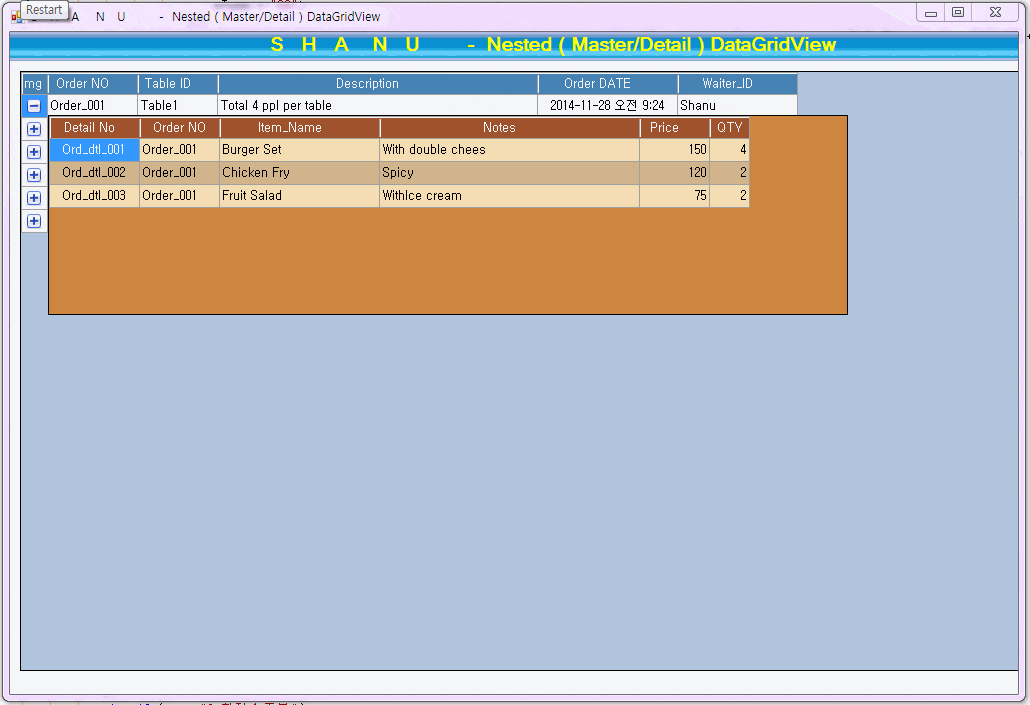 Restart
A N U - Nested ( Master/Detail ) DataGridView
S H A N U - Nested ( Master/Detail ) DataGridView
mg Order NO Table ID Description Order DATE Waiter_ID
Order_001 Table1 Total 4 ppl per table 2014-11-28 오전 9:24 Shanu
Detail No Order NO Item_Name Notes Price QTY
Ord_dtl_001 Order_001 Burger Set With double chees 150 4
Ord_dtl_002 Order_001 Chicken Fry Spicy 120 2
Ord_dtl_003 Order_001 Fruit Salad WithIce cream 75 2